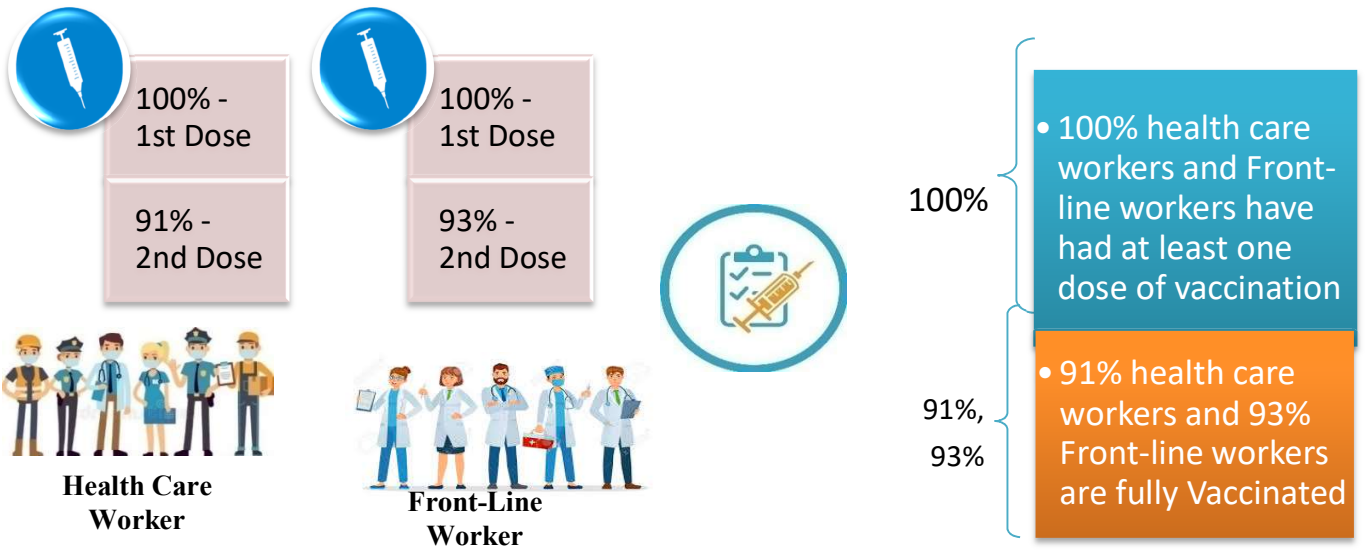 100% -
1st Dose
91% -
2nd Dose
Health Care
Worker
100% -
1st Dose
93% -
2nd Dose
Front-Line
Worker
100%
• 100% health care
workers and Front-
line workers have
had at least one
dose of vaccination
91%,
93%
• 91% health care
workers and 93%
Front-line workers
are fully Vaccinated